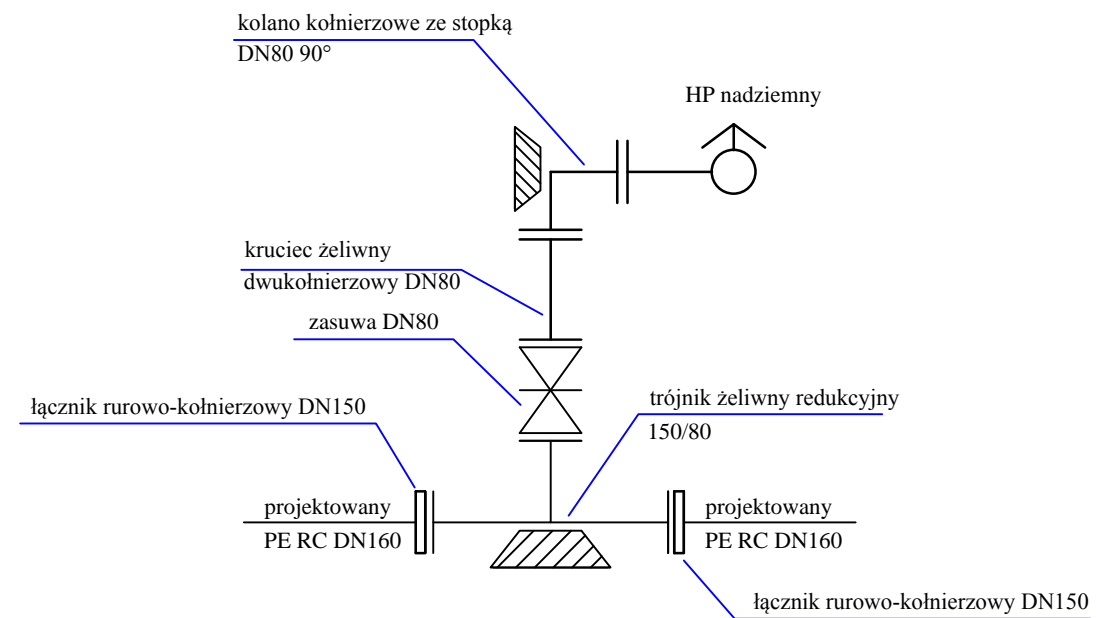 kolano kołnierzowe ze stopką
DN80 90°
HP nadziemny
kruciec żeliwny
dwukołnierzowy DN80
zasuwa DN80
łącznik rurowo-kołnierzowy DN150
trójnik żeliwny redukcyjny
150/80
projektowany
PE RC DN160
projektowany
PE RC DN160
łącznik rurowo-kołnierzowy DN150